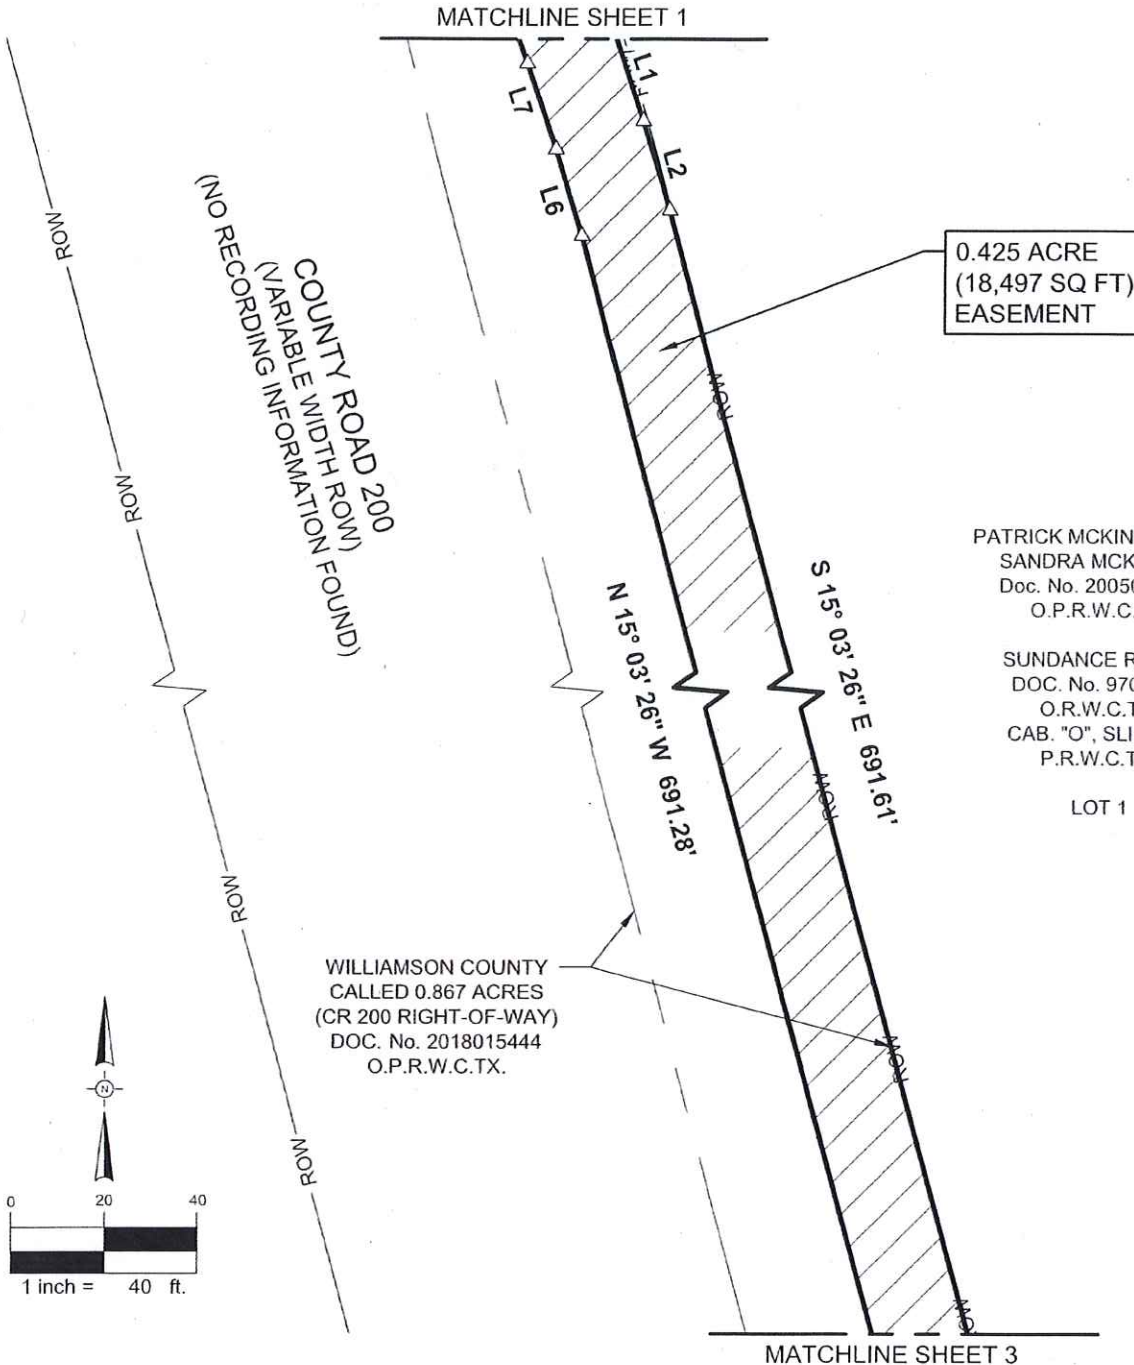 MATCHLINE SHEET 1
L1
L7
L2
L6
ROW
0.425 ACRE
(18,497 SQ FT)
EASEMENT
COUNTY ROAD 200
(VARIABLE WIDTH ROW)
(NO RECORDING INFORMATION FOUND)
ROW
ROW
PATRICK MCKIN
SANDRA MCK
Doc. No. 2005
O.P.R.W.C.
N 15° 03' 26" W 691.28'
S 15° 03' 26" E 691.61'
SUNDANCE R
DOC. No. 970
O.R.W.C.T
CAB. "O", SLI
P.R.W.C.T
ROW
LOT 1
ROW
WILLIAMSON COUNTY
CALLED 0.867 ACRES
(CR 200 RIGHT-OF-WAY)
DOC. No. 2018015444
O.P.R.W.C.TX.
ROW
N
ROW
0 20 40
1 inch = 40 ft.
MATCHLINE SHEET 3